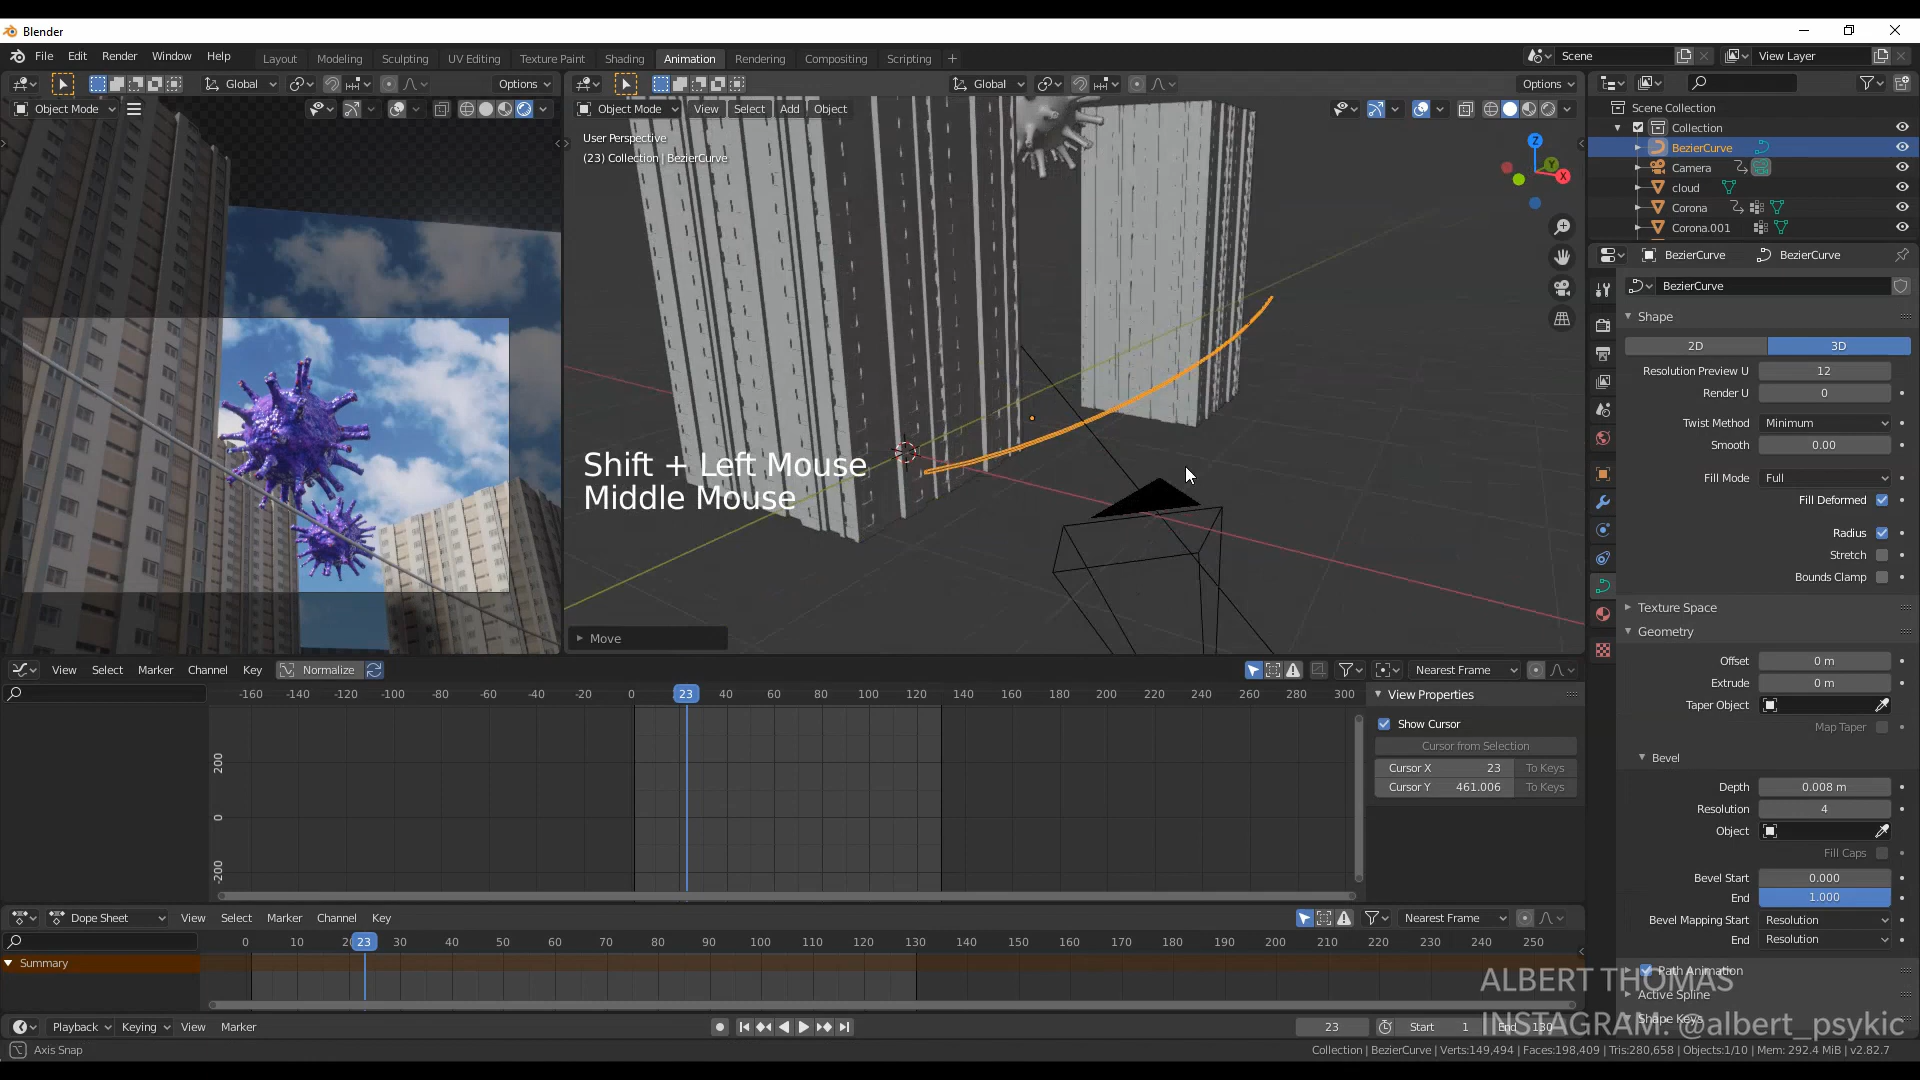 Blender
File Edit Render Window Help Layout Modeling Sculpting UV Editing Texture Paint Shading Animation Rendering Compositing Scripting + Scene View Layer
Global Options Global Options
Object Mode Object Mode View Select Add Object
User Perspective
(23) Collection | BezierCurve
Z
Y
X
Scene Collection
Collection
BezierCurve
Camera
cloud
Corona
Corona.001
BezierCurve BezierCurve
BezierCurve
Shape
2D 3D
Resolution Preview U 12
Render U 0
Twist Method Minimum
Smooth 0.00
Fill Mode Full
Fill Deformed
Radius
Stretch
Bounds Clamp
Texture Space
Geometry
Offset 0 m
Extrude 0 m
Taper Object
Map Taper
Bevel
Depth 0.008 m
Resolution 4
Object
Fill Caps
Bevel Start 0.000
End 1.000
Bevel Mapping Start Resolution
End Resolution
Path Animation
Active Spline
Shape Keys
Shift + Left Mouse
Middle Mouse
Move
View Select Marker Channel Key Normalize Nearest Frame
-160 -140 -120 -100 -80 -60 -40 -20 0 23 40 60 80 100 120 140 160 180 200 220 240 260 280 300
200
0
-200
View Properties
Show Cursor
Cursor from Selection
Cursor X 23 To Keys
Cursor Y 461.006 To Keys
Dope Sheet View Select Marker Channel Key Nearest Frame
0 10 2 23 30 40 50 60 70 80 90 100 110 120 130 140 150 160 170 180 190 200 210 220 230 240 250
Summary
ALBERT THOMAS
INSTAGRAM: @albert_psykic
Playback Keying View Marker 23 Start 1 End 130
Axis Snap
Collection | BezierCurve | Verts:149,494 | Faces:198,409 | Tris:280,658 | Objects:1/10 | Mem: 292.4 MiB | v2.82.7